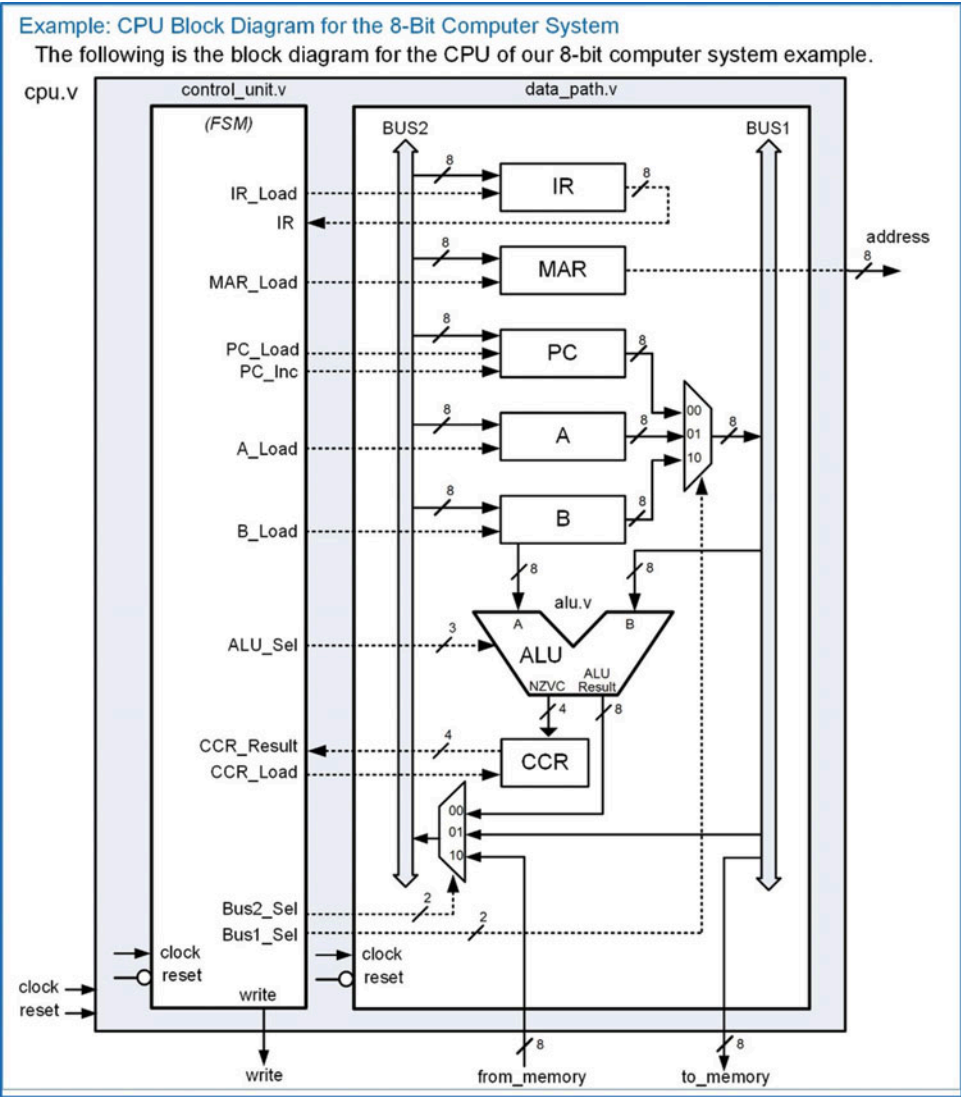 Example: CPU Block Diagram for the 8-Bit Computer System
The following is the block diagram for the CPU of our 8-bit computer system example.
cpu.v
control_unit.v
data_path.v
(FSM)
BUS2
BUS1
8
IR_Load
IR
8
IR
address
8
8
MAR_Load
MAR
8
PC_Load
PC_Inc
PC
8
8
A_Load
A
8
00
01
10
8
8
B_Load
B
8
8
8
alu.v
A
B
ALU_Sel
3
ALU
NZVC
ALU
Result
4
8
CCR_Result
4
CCR_Load
CCR
00
01
10
Bus2_Sel
2
Bus1_Sel
2
clock
reset
clock
reset
clock
reset
write
8
8
write
from_memory
to_memory